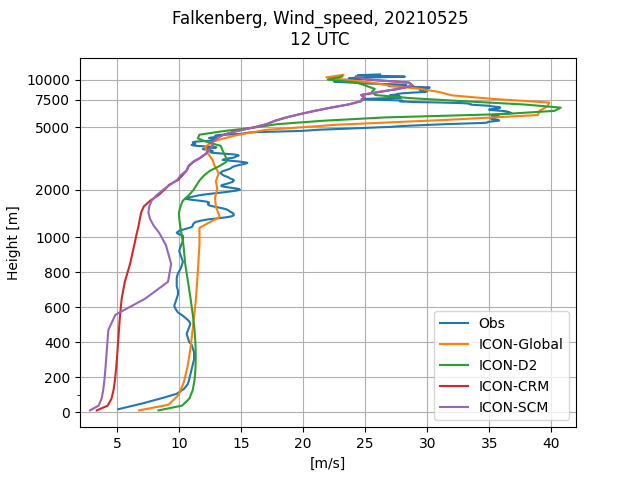 Falkenberg, Wind_speed, 20210525
12 UTC
10000
7500
5000
2000
1000
800
600
400
200
0
Height [m]
5 10 15 20 25 30 35 40
[m/s]
Obs
ICON-Global
ICON-D2
ICON-CRM
ICON-SCM